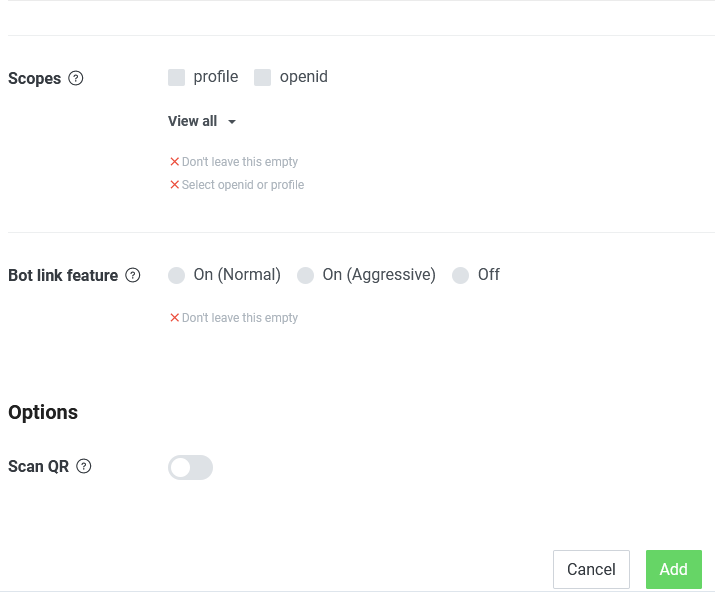 Scopes ? profile openid
View all
Don't leave this empty
Select openid or profile
Bot link feature ? On (Normal) On (Aggressive) Off
Don't leave this empty
Options
Scan QR ?
Cancel Add